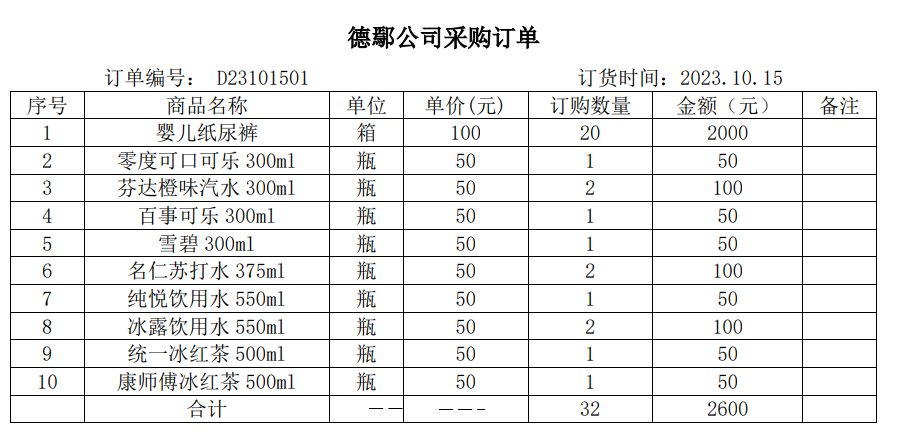 德鄢公司采购订单
订单编号： D23101501 订货时间：2023.10.15
序号 商品名称 单位 单价(元) 订购数量 金额（元） 备注
1 婴儿纸尿裤 箱 100 20 2000
2 零度可口可乐 300ml 瓶 50 1 50
3 芬达橙味汽水 300ml 瓶 50 2 100
4 百事可乐 300ml 瓶 50 1 50
5 雪碧 300ml 瓶 50 1 50
6 名仁苏打水 375ml 瓶 50 2 100
7 纯悦饮用水 550ml 瓶 50 1 50
8 冰露饮用水 550ml 瓶 50 2 100
9 统一冰红茶 500ml 瓶 50 1 50
10 康师傅冰红茶 500ml 瓶 50 1 50
合计 —— ——— 32 2600